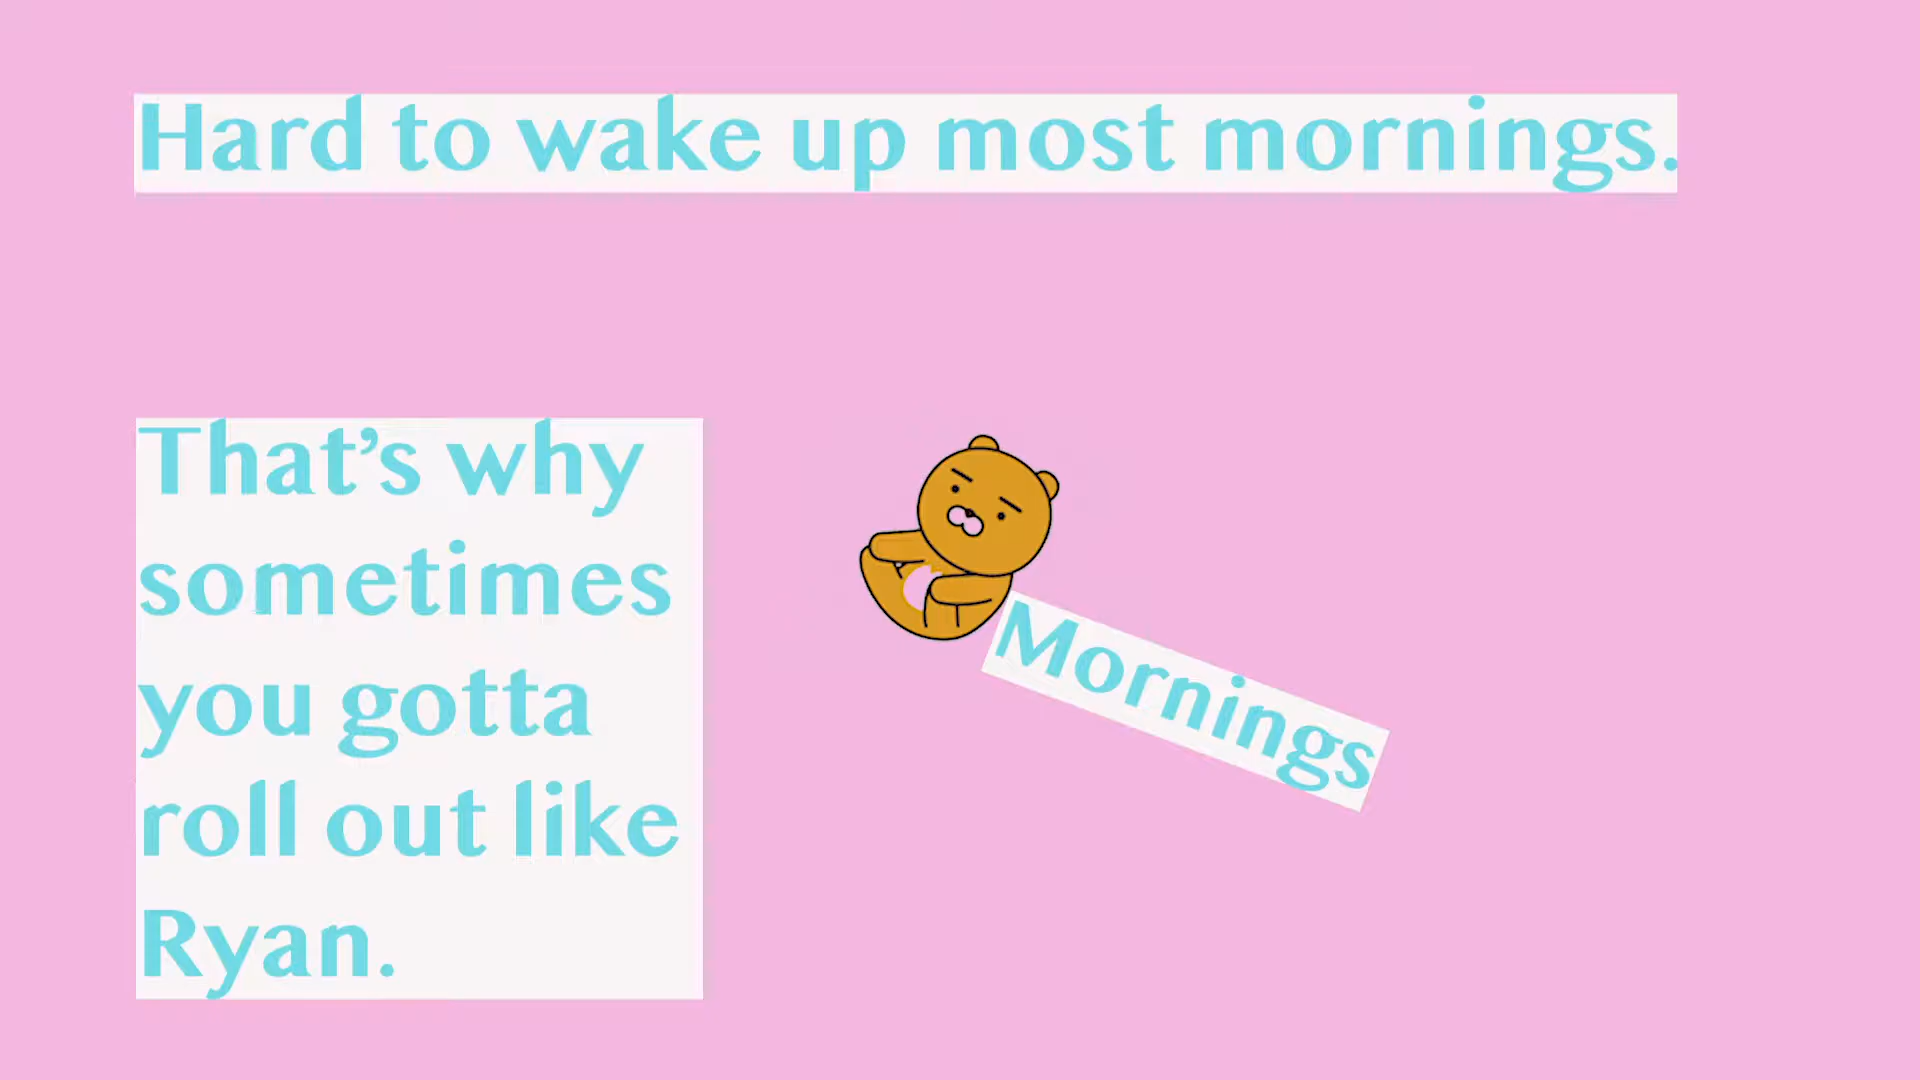 Hard to wake up most mornings.
That’s why
sometimes
you gotta
roll out like
Ryan.
Mornings